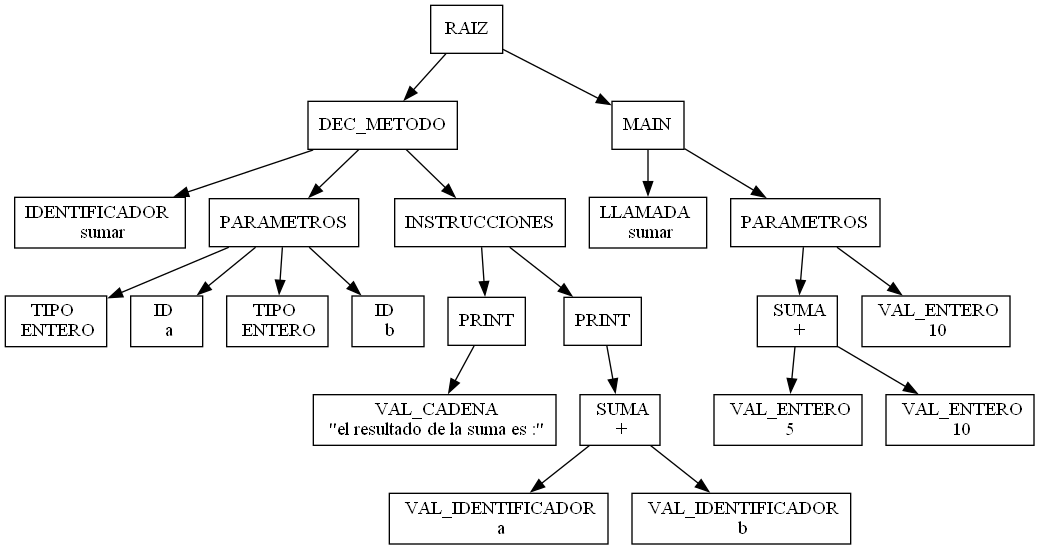 RAIZ
DEC_METODO
MAIN
IDENTIFICADOR
sumar
PARAMETROS
INSTRUCCIONES
LLAMADA
sumar
PARAMETROS
TIPO
ENTERO
ID
a
TIPO
ENTERO
ID
b
PRINT
PRINT
SUMA
+
VAL_ENTERO
10
VAL_CADENA
"el resultado de la suma es :"
SUMA
+
VAL_ENTERO
5
VAL_ENTERO
10
VAL_IDENTIFICADOR
a
VAL_IDENTIFICADOR
b